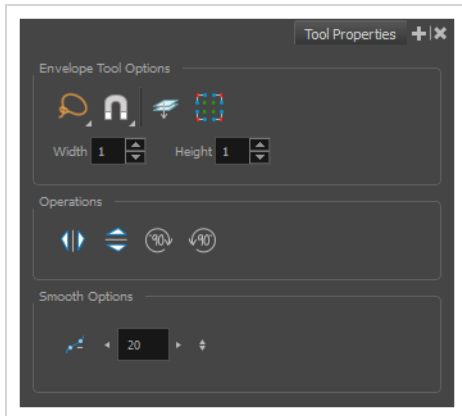 Tool Properties
Envelope Tool Options
Width 1 Height 1
Operations
90 90
Smooth Options
20